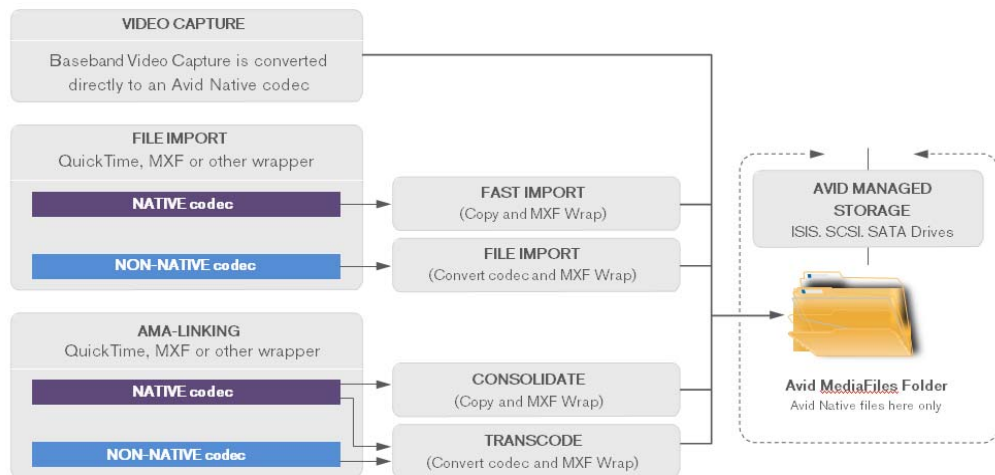 VIDEO CAPTURE
Baseband Video Capture is converted
directly to an Avid Native codec
FILE IMPORT
QuickTime, MXF or other wrapper
NATIVE codec
NON-NATIVE codec
FAST IMPORT
(Copy and MXF Wrap)
FILE IMPORT
(Convert codec and MXF Wrap)
AMA-LINKING
QuickTime, MXF or other wrapper
NATIVE codec
NON-NATIVE codec
CONSOLIDATE
(Copy and MXF Wrap)
TRANSCODE
(Convert codec and MXF Wrap)
AVID MANAGED
STORAGE
ISIS. SCSI. SATA Drives
Avid MediaFiles Folder
Avid Native files here only